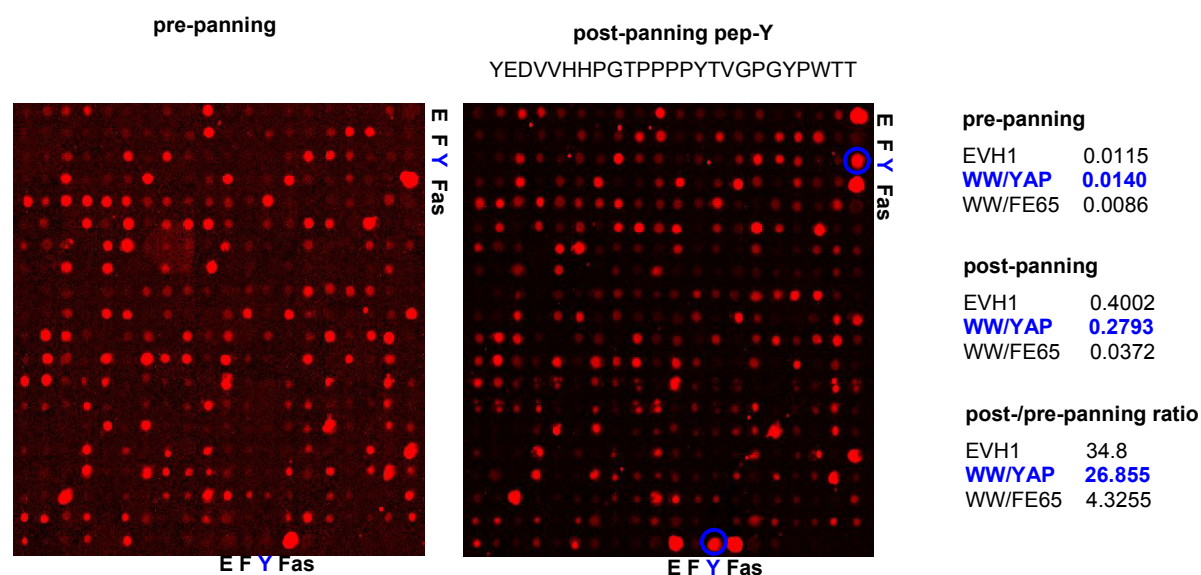 pre-panning
post-panning pep-Y
YEDVVHHPGTPPPPYTVGPGYPWTT
E F Y Fas
E F Y Fas
E F Y Fas
E F Y Fas
pre-panning
EVH1 0.0115
WW/YAP 0.0140
WW/FE65 0.0086
post-panning
EVH1 0.4002
WW/YAP 0.2793
WW/FE65 0.0372
post-/pre-panning ratio
EVH1 34.8
WW/YAP 26.855
WW/FE65 4.3255